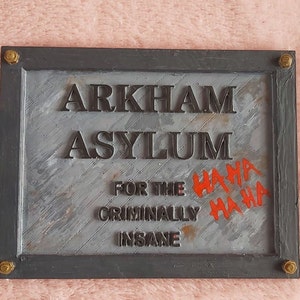 ARKHAM
ASYLUM
FOR THE
CRIMINALLY
INSANE
HAHA
HAHA